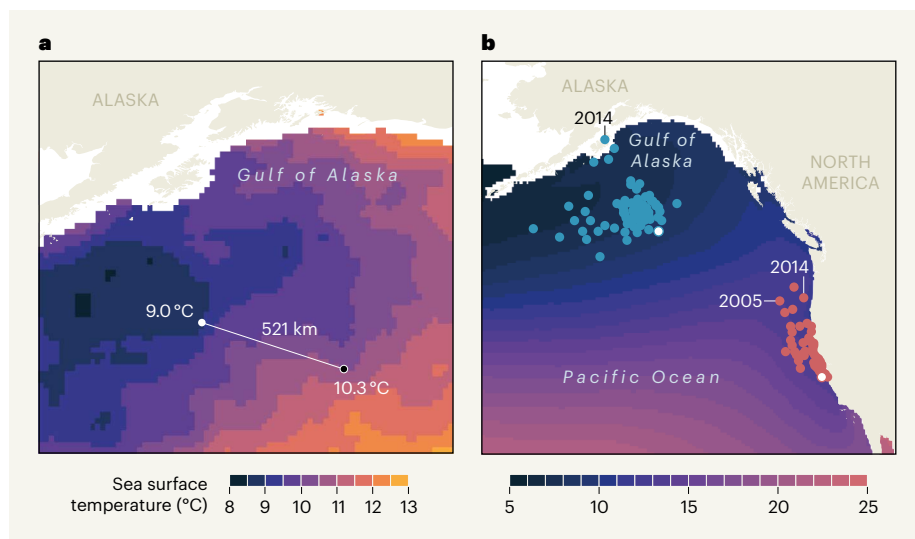 a
ALASKA
Gulf of Alaska
9.0 °C
521 km
10.3 °C
Sea surface
temperature (°C)
8 9 10 11 12 13
b
ALASKA
2014
Gulf of
Alaska
NORTH
AMERICA
2014
2005
Pacific Ocean
5 10 15 20 25